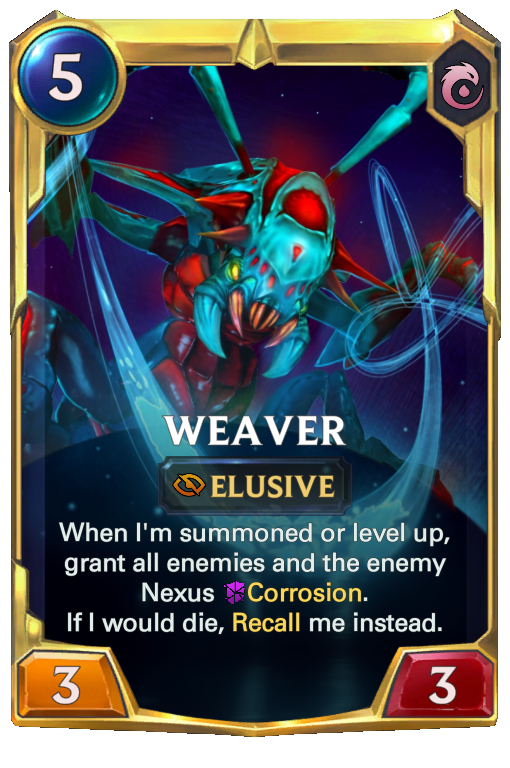 5
WEAVER
ELUSIVE
When I'm summoned or level up,
grant all enemies and the enemy
Nexus Corrosion.
If I would die, Recall me instead.
3
3